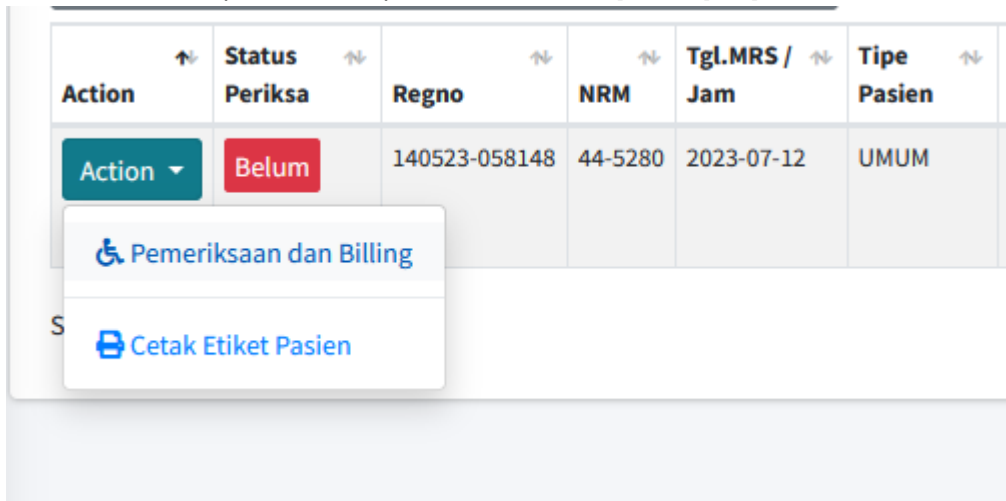 Action
Status Periksa
Regno
NRM
Tgl.MRS / Jam
Tipe Pasien
Action
Belum
140523-058148
44-5280
2023-07-12
UMUM
Pemeriksaan dan Billing
S
Cetak Etiket Pasien